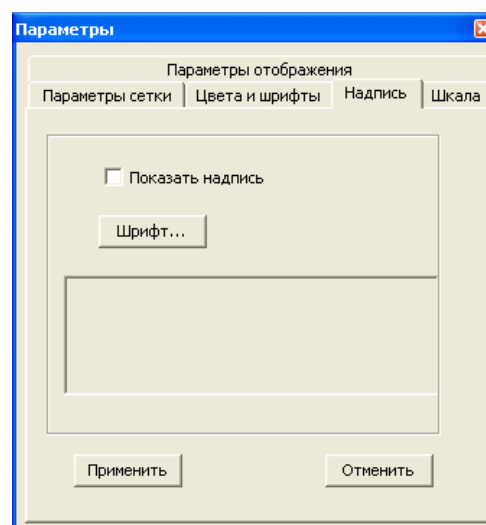 Параметры
Параметры отображения
Параметры сетки Цвета и шрифты Надпись Шкала
Показать надпись
Шрифт...
Применить Отменить